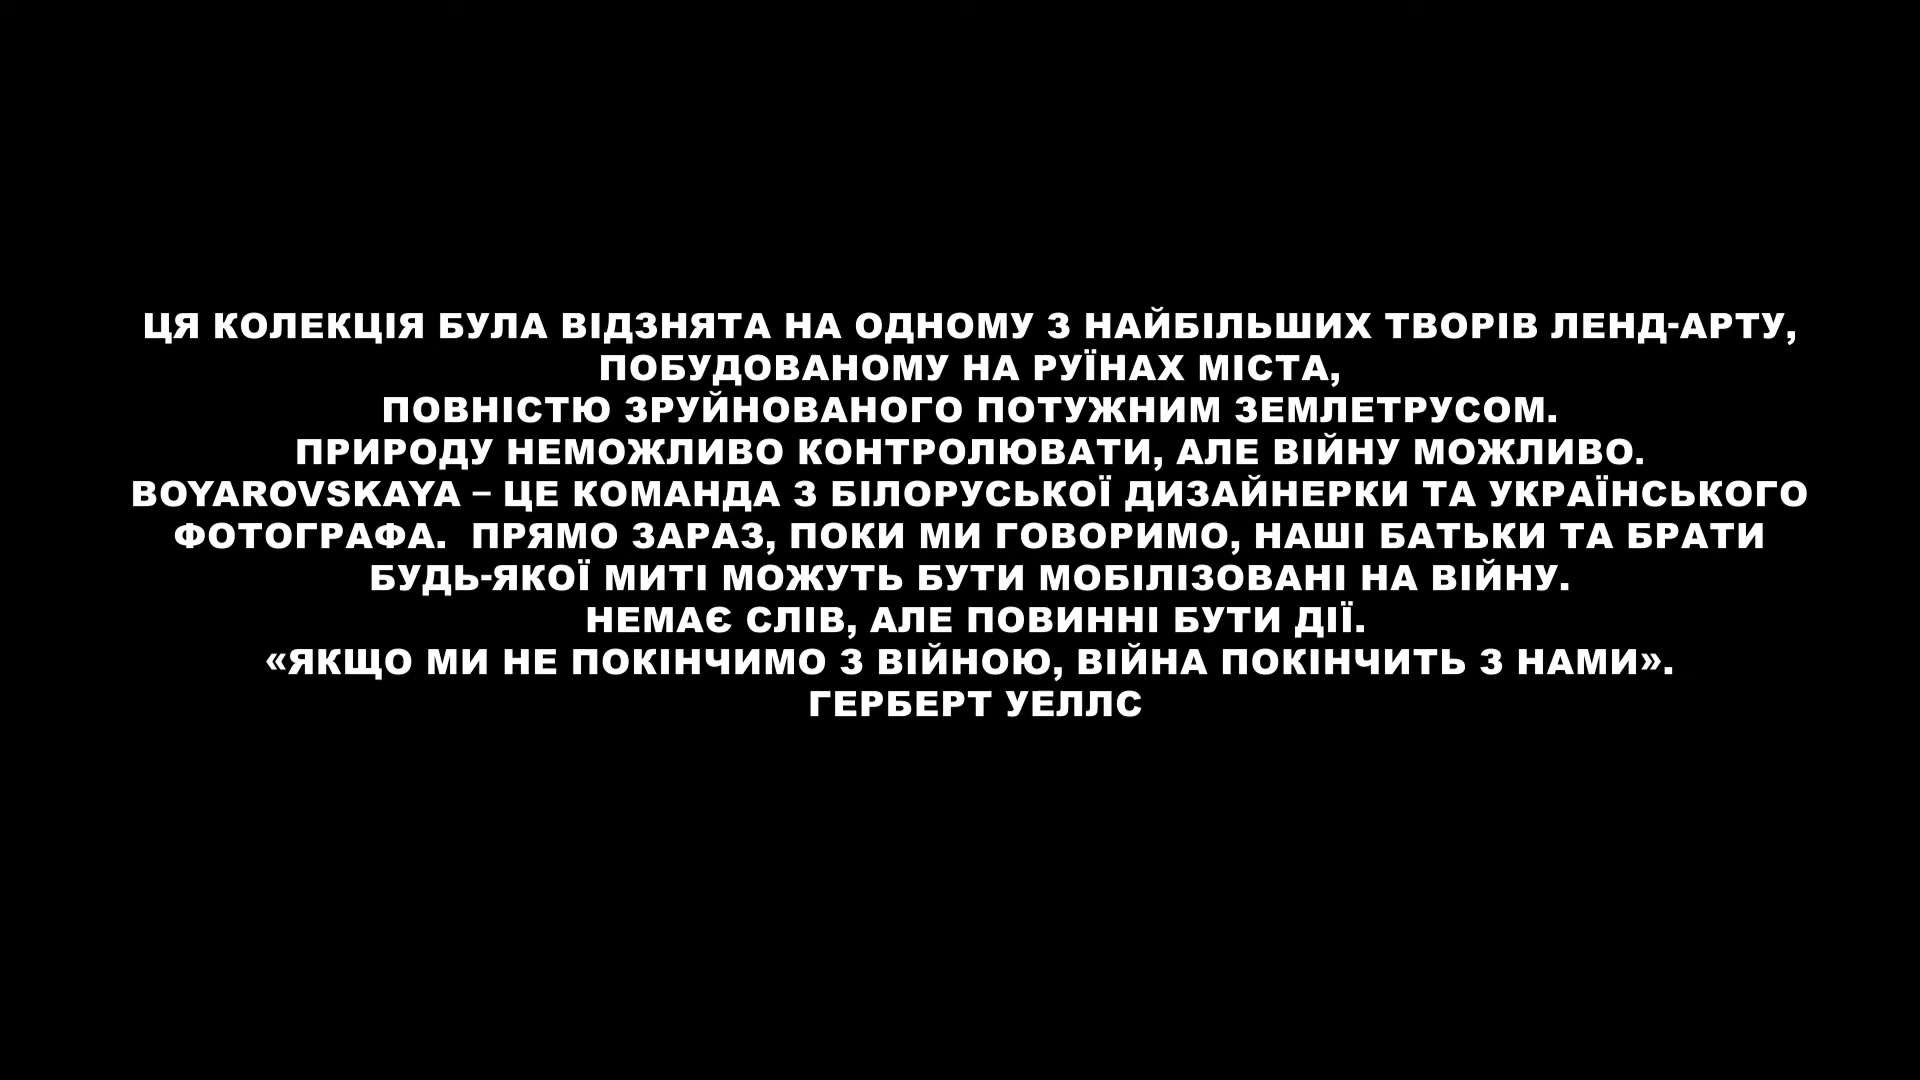 ЦЯ КОЛЕКЦІЯ БУЛА ВІДЗНЯТА НА ОДНОМУ З НАЙБІЛЬШИХ ТВОРІВ ЛЕНД-АРТУ,
ПОБУДОВАНОМУ НА РУЇНАХ МІСТА,
ПОВНІСТЮ ЗРУЙНОВАНОГО ПОТУЖНИМ ЗЕМЛЕТРУСОМ.
ПРИРОДУ НЕМОЖЛИВО КОНТРОЛЮВАТИ, АЛЕ ВІЙНУ МОЖЛИВО.
BOYAROVSKAYA – ЦЕ КОМАНДА З БІЛОРУСЬКОЇ ДИЗАЙНЕРКИ ТА УКРАЇНСЬКОГО
ФОТОГРАФА.  ПРЯМО ЗАРАЗ, ПОКИ МИ ГОВОРИМО, НАШІ БАТЬКИ ТА БРАТИ
БУДЬ-ЯКОЇ МИТІ МОЖУТЬ БУТИ МОБІЛІЗОВАНІ НА ВІЙНУ.
НЕМАЄ СЛІВ, АЛЕ ПОВИННІ БУТИ ДІЇ.
«ЯКЩО МИ НЕ ПОКІНЧИМО З ВІЙНОЮ, ВІЙНА ПОКІНЧИТЬ З НАМИ».
ГЕРБЕРТ УЕЛЛС